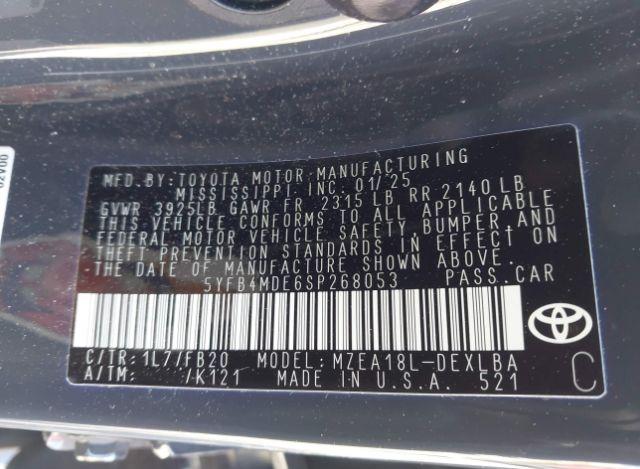 MFD.BY:TOYOTA MOTOR MANUFACTURING
MISSISSIPPI INC. 01/25
GVWR 3925LB GAWR FR 2315 LB RR 2140 LB
THIS VEHICLE CONFORMS TO ALL APPLICABLE
FEDERAL MOTOR VEHICLE SAFETY, BUMPER, AND
THEFT PREVENTION STANDARDS IN EFFECT ON
THE DATE OF MANUFACTURE SHOWN ABOVE.
5YFB4MDE6SP268053 PASS.CAR
C/TR:1L7/FB20 MODEL:MZEA18L-DEXLBA
A/TM: /K121 MADE IN U.S.A. 521
TOYOTA
C